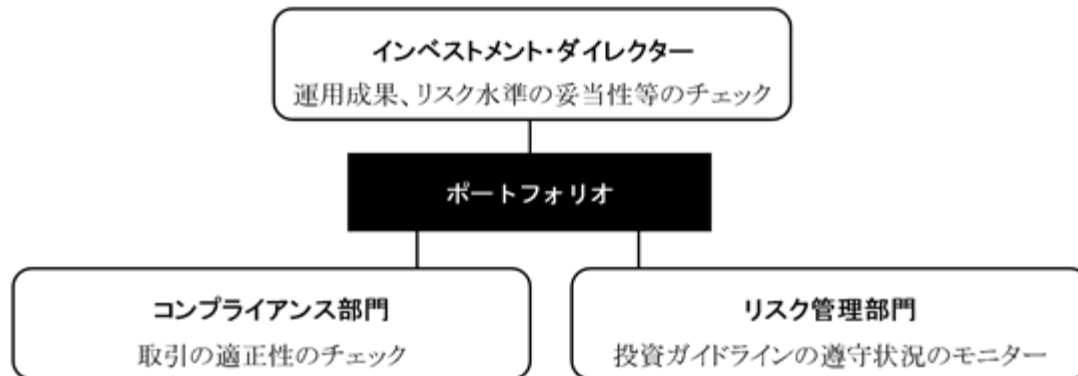 インベストメント・ダイレクター
運用成果、リスク水準の妥当性等のチェック
ポートフォリオ
コンプライアンス部門
取引の適正性のチェック
リスク管理部門
投資ガイドラインの遵守状況のモニター